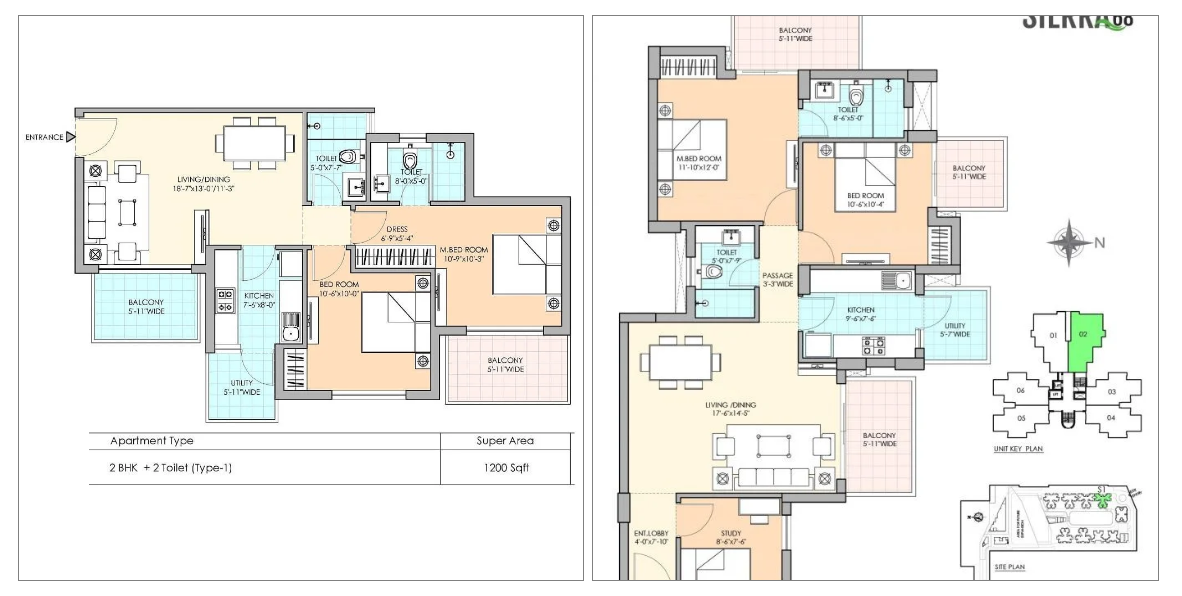 ENTRANCE
LIVING/DINING
18'-7"x13'-0"/11'-3"
TOILET
5'-0"x7'-7"
TOILET
8'-0"x5'-0"
DRESS
6'-9"x5'-4"
M.BED ROOM
10'-9"x10'-3"
BED ROOM
10'-6"x13'-0"
KITCHEN
7'-6"x8'-0"
BALCONY
5'-11"WIDE
UTILITY
5'-11"WIDE
BALCONY
5'-11"WIDE
Apartment Type Super Area
2 BHK + 2 Toilet (Type-1) 1200 Sqft
SIERRA 68
BALCONY
5'-11"WIDE
TOILET
8'-6"x5'-0"
M.BED ROOM
11'-10"x12'-0"
BED ROOM
10'-6"x10'-4"
BALCONY
5'-11"WIDE
TOILET
5'-0"x7'-9"
PASSAGE
3'-3"WIDE
KITCHEN
9'-6"x7'-6"
UTILITY
5'-7"WIDE
LIVING /DINING
17'-6"x14'-5"
BALCONY
5'-11"WIDE
ENT.LOBBY
4'-0"x7'-10"
STUDY
8'-6"x7'-6"
N
01
02
03
04
05
06
UNIT KEY PLAN
S1
SITE PLAN